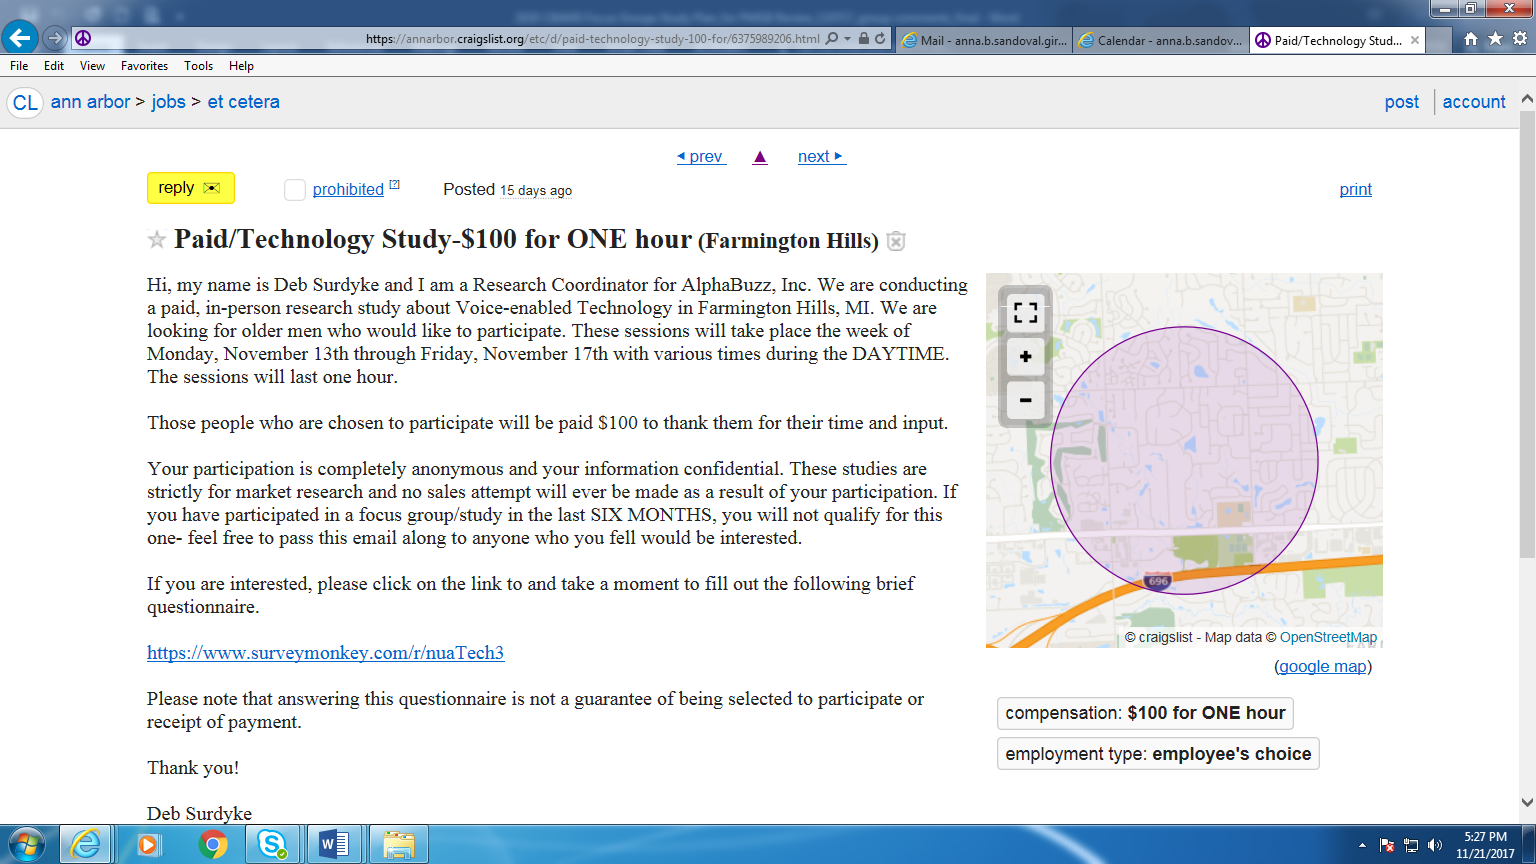 https://annarbor.craigslist.org/etc/d/paid-technology-study-100-for/6375989206.html
Mail - anna.b.sandoval.gir...
Calendar - anna.b.sandov...
Paid/Technology Stud...
File Edit View Favorites Tools Help
CL ann arbor > jobs > et cetera
post account
prev ▲ next
reply prohibited [?] Posted 15 days ago print
Paid/Technology Study-$100 for ONE hour (Farmington Hills)
Hi, my name is Deb Surdyke and I am a Research Coordinator for AlphaBuzz, Inc. We are conducting
a paid, in-person research study about Voice-enabled Technology in Farmington Hills, MI. We are
looking for older men who would like to participate. These sessions will take place the week of
Monday, November 13th through Friday, November 17th with various times during the DAYTIME.
The sessions will last one hour.
Those people who are chosen to participate will be paid $100 to thank them for their time and input.
Your participation is completely anonymous and your information confidential. These studies are
strictly for market research and no sales attempt will ever be made as a result of your participation. If
you have participated in a focus group/study in the last SIX MONTHS, you will not qualify for this
one- feel free to pass this email along to anyone who you fell would be interested.
If you are interested, please click on the link to and take a moment to fill out the following brief
questionnaire.
https://www.surveymonkey.com/r/nuaTech3
Please note that answering this questionnaire is not a guarantee of being selected to participate or
receipt of payment.
Thank you!
Deb Surdyke
+
-
696
© craigslist - Map data © OpenStreetMap
(google map)
compensation: $100 for ONE hour
employment type: employee's choice
5:27 PM
11/21/2017